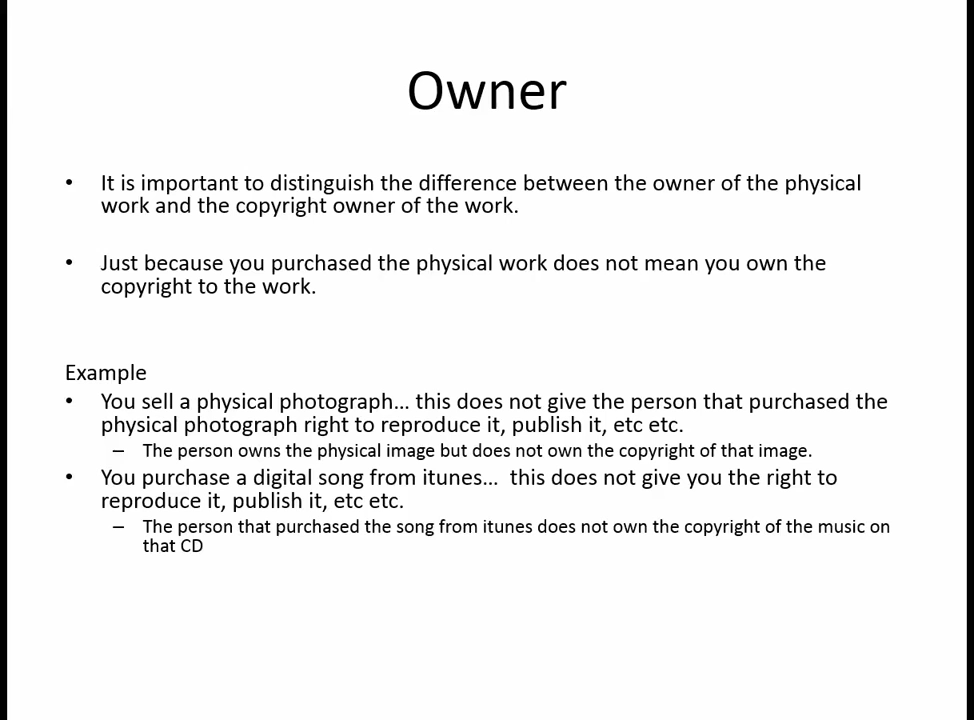 Owner
• It is important to distinguish the difference between the owner of the physical
work and the copyright owner of the work.
• Just because you purchased the physical work does not mean you own the
copyright to the work.
Example
• You sell a physical photograph... this does not give the person that purchased the
physical photograph right to reproduce it, publish it, etc etc.
– The person owns the physical image but does not own the copyright of that image.
• You purchase a digital song from itunes... this does not give you the right to
reproduce it, publish it, etc etc.
– The person that purchased the song from itunes does not own the copyright of the music on
that CD